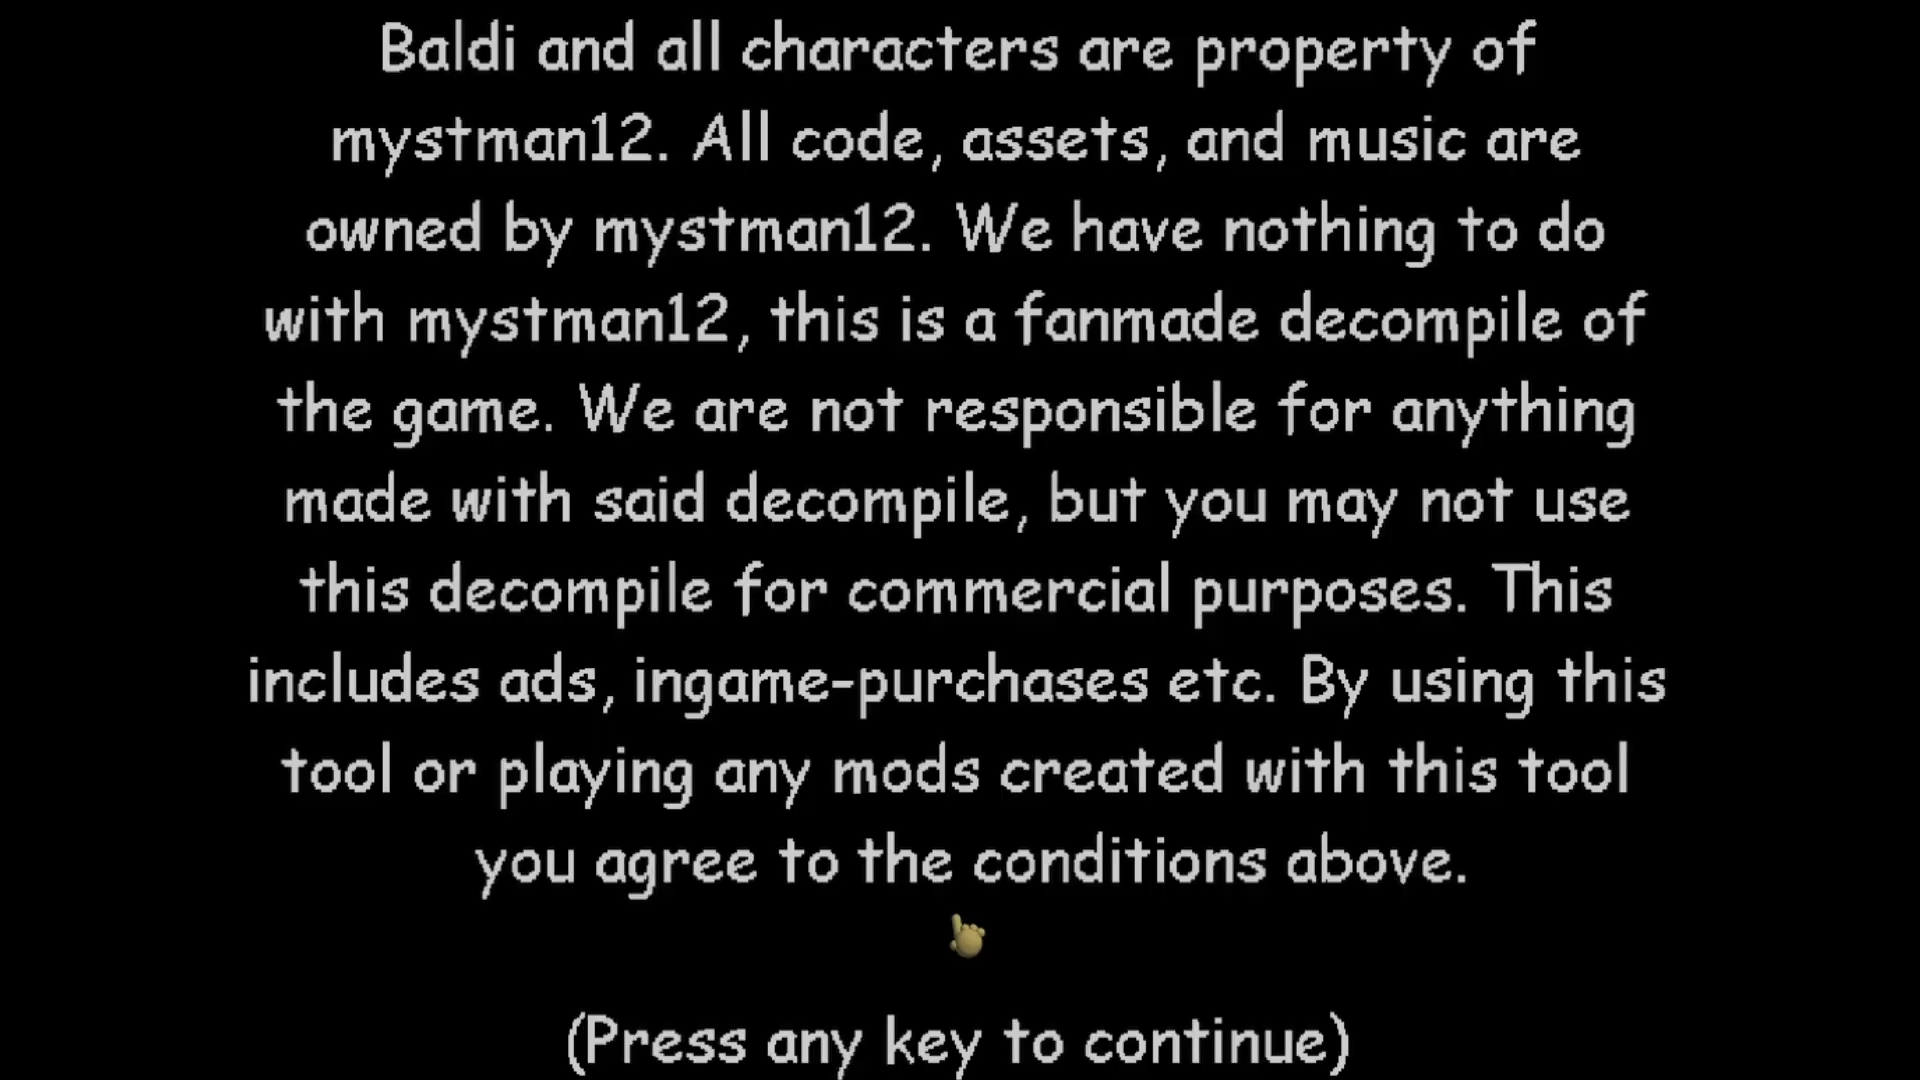 Baldi and all characters are property of
mystman12. All code, assets, and music are
owned by mystman12. We have nothing to do
with mystman12, this is a fanmade decompile of
the game. We are not responsible for anything
made with said decompile, but you may not use
this decompile for commercial purposes. This
includes ads, ingame-purchases etc. By using this
tool or playing any mods created with this tool
you agree to the conditions above.
(Press any key to continue)